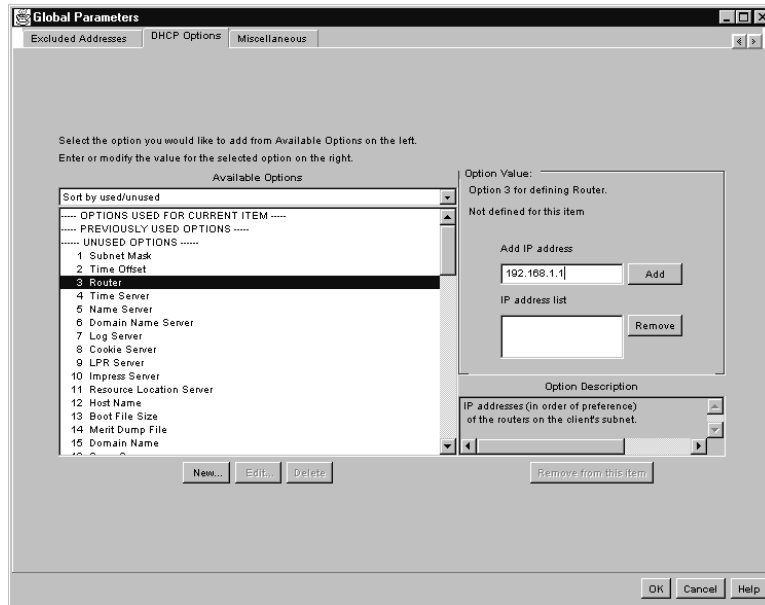 Global Parameters
Excluded Addresses
DHCP Options
Miscellaneous
Select the option you would like to add from Available Options on the left.
Enter or modify the value for the selected option on the right.
Available Options
Sort by used/unused
----- OPTIONS USED FOR CURRENT ITEM -----
----- PREVIOUSLY USED OPTIONS -----
------ UNUSED OPTIONS ------
1 Subnet Mask
2 Time Offset
3 Router
4 Time Server
5 Name Server
6 Domain Name Server
7 Log Server
8 Cookie Server
9 LPR Server
10 Impress Server
11 Resource Location Server
12 Host Name
13 Boot File Size
14 Merit Dump File
15 Domain Name
New...
Edit...
Delete
Option Value:
Option 3 for defining Router.
Not defined for this item
Add IP address
192.168.1.1
Add
IP address list
Remove
Option Description
IP addresses (in order of preference)
of the routers on the client's subnet.
Remove from this item
OK
Cancel
Help